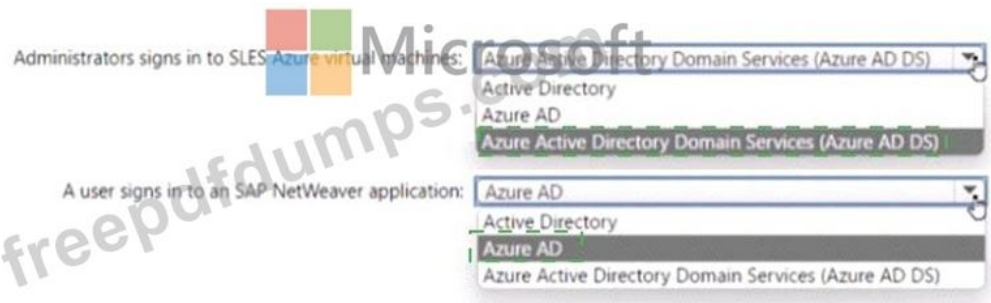 Microsoft
Administrators signs in to SLES Azure virtual machines: Azure Active Directory Domain Services (Azure AD DS)
Active Directory
Azure AD
Azure Active Directory Domain Services (Azure AD DS)
A user signs in to an SAP NetWeaver application: Azure AD
Active Directory
Azure AD
Azure Active Directory Domain Services (Azure AD DS)
freepdfdumps.com